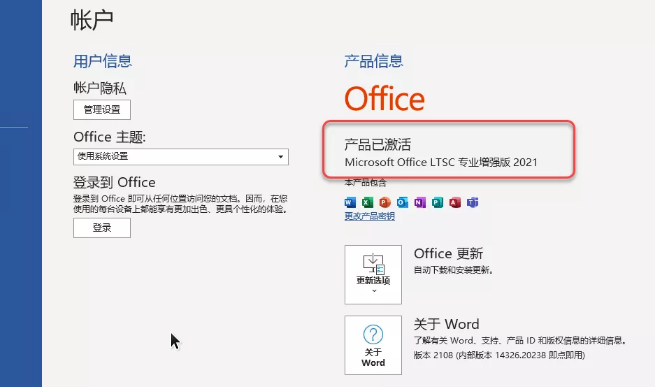 帐户
用户信息
帐户隐私
管理设置
Office 主题:
使用系统设置
登录到 Office
登录到 Office 即可从任何位置访问您的文档。因而，在您
使用的每台设备上都能享有更加出色、更具个性化的体验。
登录
产品信息
Office
产品已激活
Microsoft Office LTSC 专业增强版 2021
本产品包含
更改产品密钥
更新选项
Office 更新
自动下载和安装更新。
关于
Word
关于 Word
了解有关 Word、支持、产品 ID 和版权信息的详细信息。
版本 2108 (内部版本 14326.20238 即点即用)